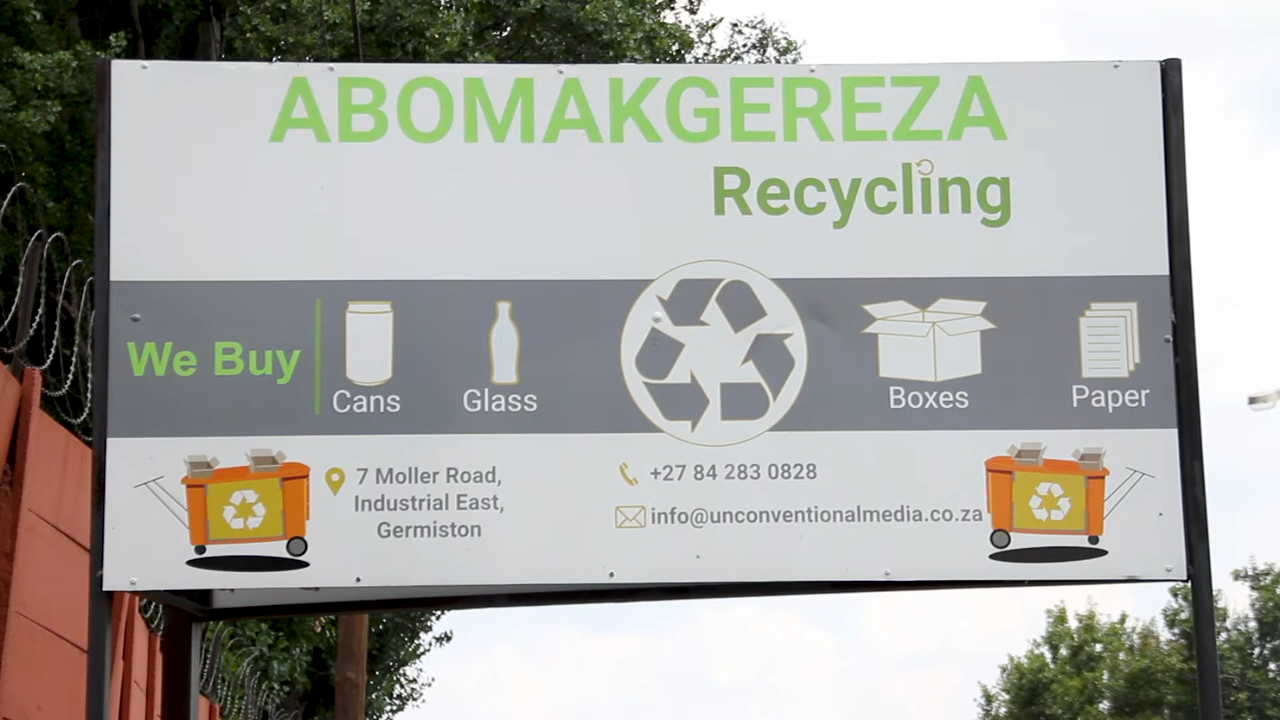 ABOMAKGEREZA
Recycling
We Buy
Cans
Glass
Boxes
Paper
7 Moller Road,
Industrial East,
Germiston
+27 84 283 0828
info@unconventionalmedia.co.za